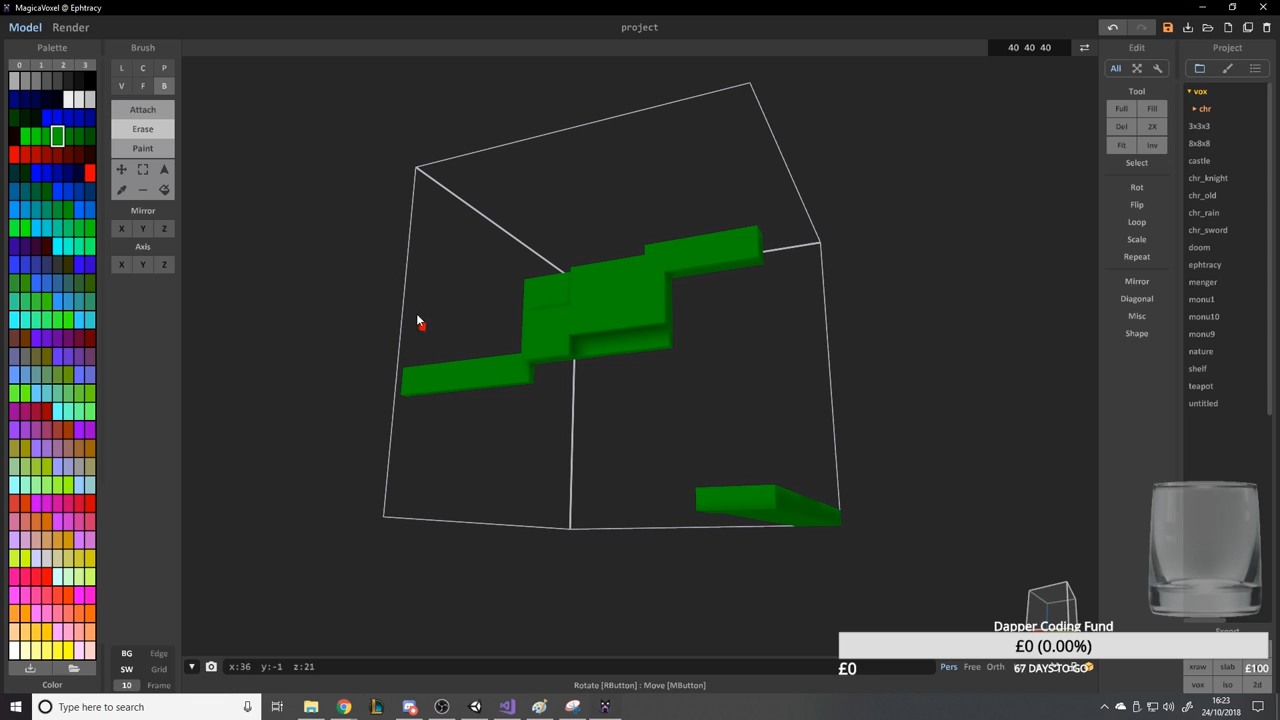 MagicaVoxel @ Ephtracy
Model Render
project
Palette
Brush
40 40 40
Edit
Project
0 1 2 3
L C P
V F B
All
Attach
Erase
Paint
Tool
Full Fill
Del 2X
Fit Inv
Select
Rot
Flip
Loop
Scale
Repeat
Mirror
Diagonal
Misc
Shape
Mirror
X Y Z
Axis
X Y Z
vox
chr
3x3x3
8x8x8
castle
chr_knight
chr_old
chr_rain
chr_sword
doom
ephtracy
menger
monu1
monu10
monu9
nature
shelf
teapot
untitled
Export
Dapper Coding Fund
£0 (0.00%)
£0
67 DAYS TO GO
£100
BG Edge
SW Grid
10 Frame
Color
x:36 y:-1 z:21
Pers Free Orth
xraw slab
vox iso 2d
Rotate [RButton] : Move [MButton]
Type here to search
16:23
24/10/2018